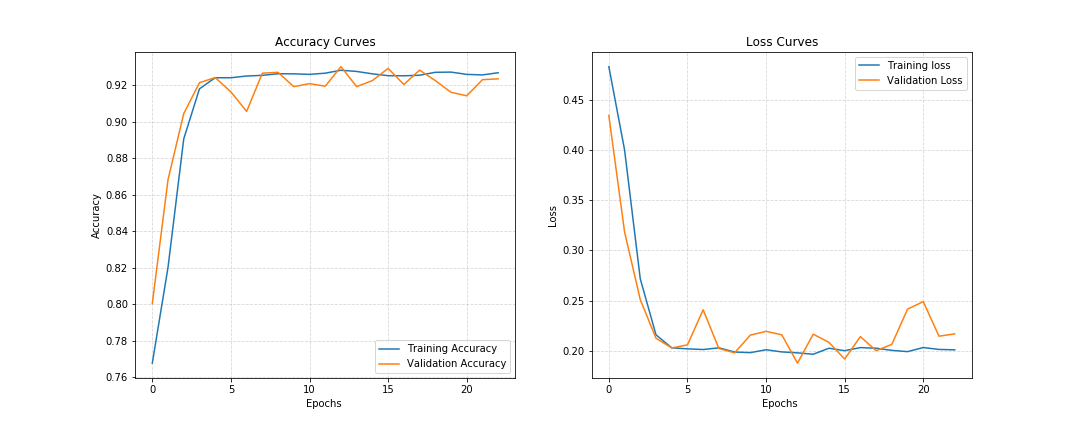 Accuracy Curves
0.92
0.90
0.88
0.86
0.84
0.82
0.80
0.78
0.76
Accuracy
0
5
10
15
20
Epochs
Training Accuracy
Validation Accuracy
Loss Curves
0.45
0.40
0.35
0.30
0.25
0.20
Loss
0
5
10
15
20
Epochs
Training loss
Validation Loss